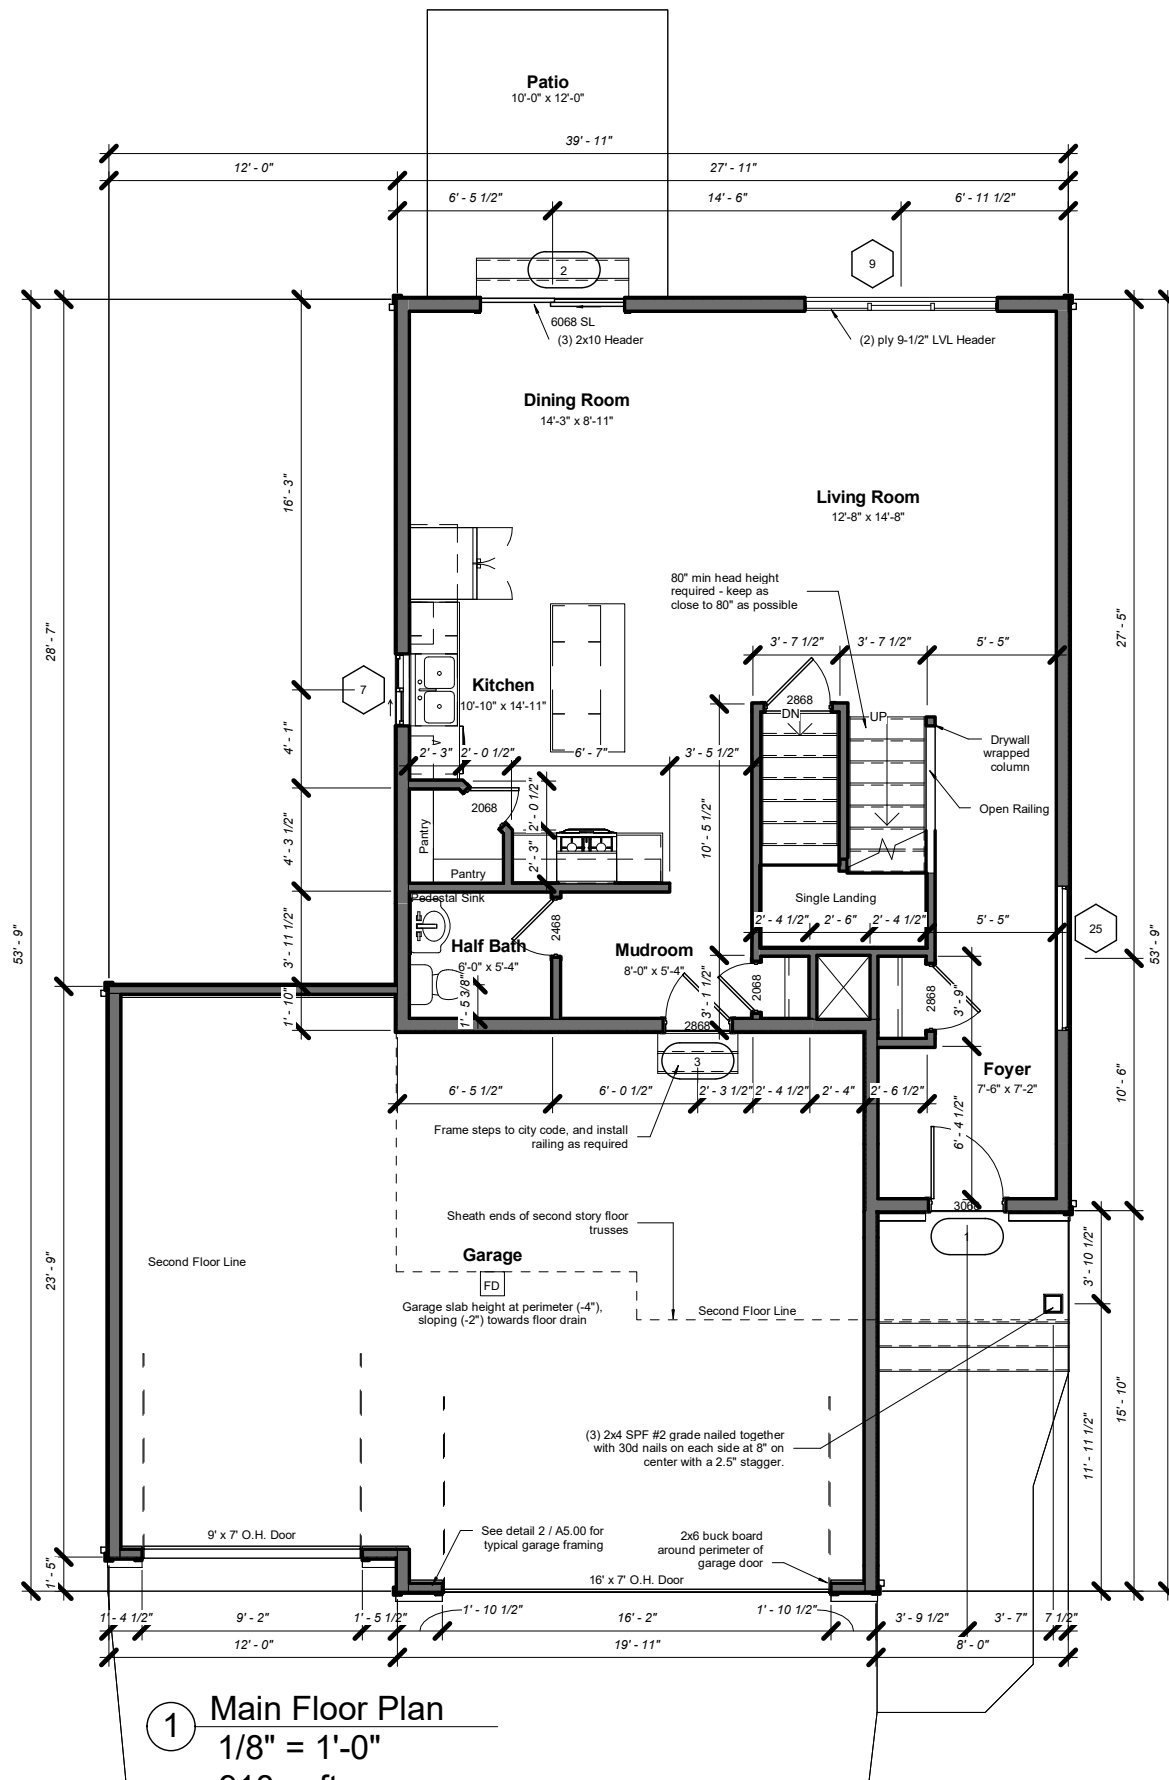 Patio
10'-0" x 12'-0"
39' - 11"
12' - 0"
27' - 11"
6' - 5 1/2"
14' - 6"
6' - 11 1/2"
2
9
6068 SL
(3) 2x10 Header
(2) ply 9-1/2" LVL Header
Dining Room
14'-3" x 8'-11"
Living Room
12'-8" x 14'-8"
16' - 3"
28' - 7"
53' - 9"
27' - 5"
53' - 9"
80" min head height
required - keep as
close to 80" as possible
3' - 7 1/2"
3' - 7 1/2"
5' - 5"
7
Kitchen
10'-10" x 14'-11"
2868
DN
UP
Drywall
wrapped
column
Open Railing
4' - 1"
2' - 3"
2' - 0 1/2"
6' - 7"
3' - 5 1/2"
2068
2' - 0 1/2"
2' - 3"
10' - 5 1/2"
4' - 3 1/2"
Pantry
Pantry
Pedestal Sink
Single Landing
2' - 4 1/2"
2' - 6"
2' - 4 1/2"
5' - 5"
25
3' - 11 1/2"
2468
Half Bath
6'-0" x 5'-4"
Mudroom
8'-0" x 5'-4"
1' - 5 3/8"
3' - 1 1/2"
2068
2868
3' - 9"
1' - 10"
2868
3
Foyer
7'-6" x 7'-2"
10' - 6"
6' - 5 1/2"
6' - 0 1/2"
2' - 3 1/2"
2' - 4 1/2"
2' - 4"
2' - 6 1/2"
6' - 4 1/2"
Frame steps to city code, and install
railing as required
3068
1
Sheath ends of second story floor
trusses
Second Floor Line
Garage
FD
Garage slab height at perimeter (-4"),
sloping (-2") towards floor drain
Second Floor Line
23' - 9"
3' - 10 1/2"
15' - 10"
11' - 11 1/2"
(3) 2x4 SPF #2 grade nailed together
with 30d nails on each side at 8" on
center with a 2.5" stagger.
9' x 7' O.H. Door
See detail 2 / A5.00 for
typical garage framing
2x6 buck board
around perimeter of
garage door
16' x 7' O.H. Door
1' - 5"
1' - 4 1/2"
9' - 2"
1' - 5 1/2"
1' - 10 1/2"
16' - 2"
1' - 10 1/2"
3' - 9 1/2"
3' - 7"
7 1/2"
12' - 0"
19' - 11"
8' - 0"
1
Main Floor Plan
1/8" = 1'-0"